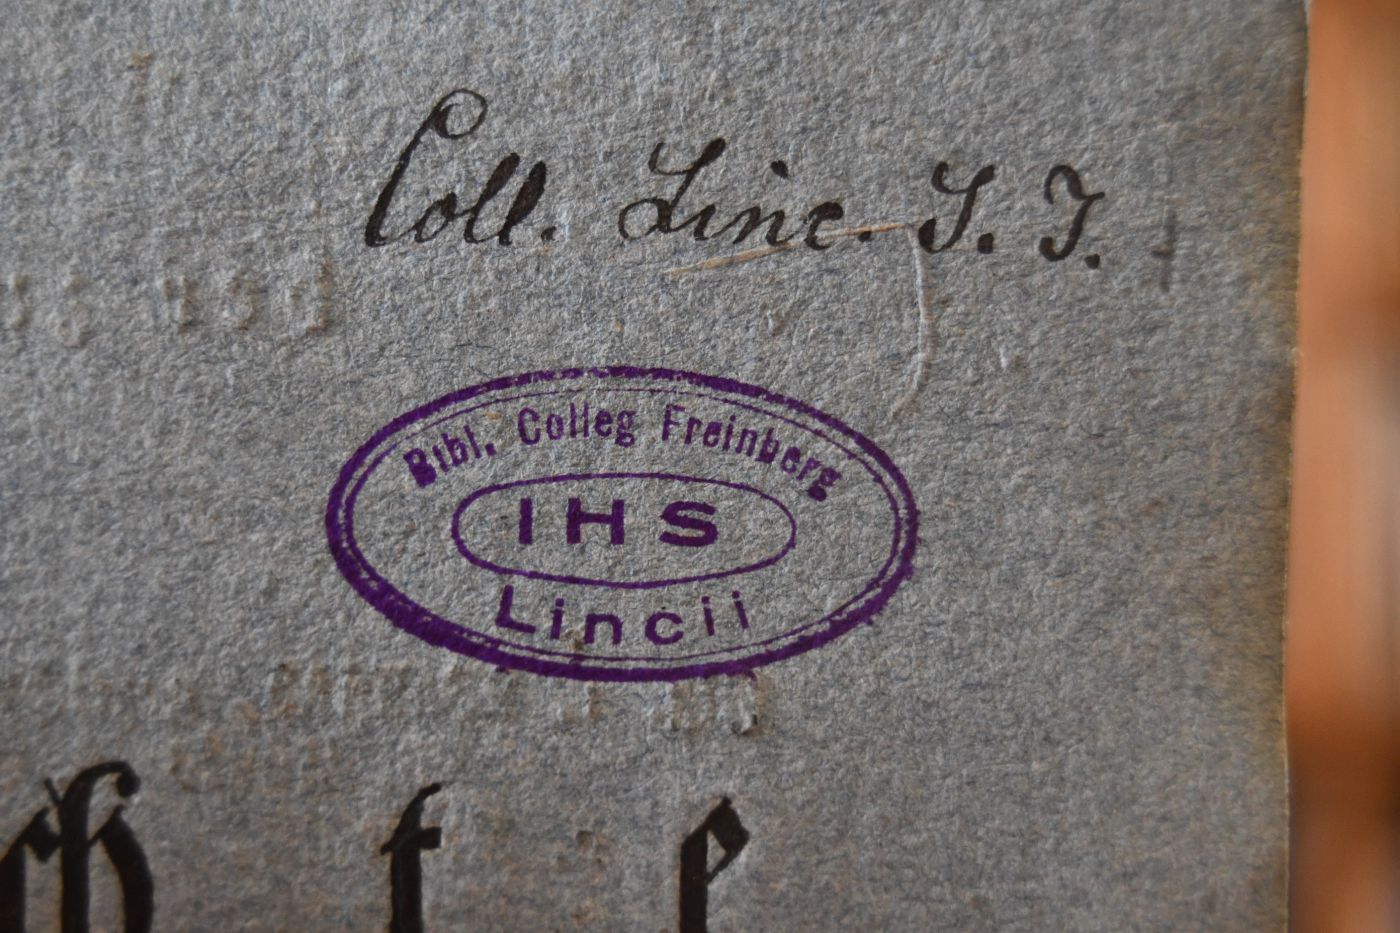 Coll. Linc. S. J.
Bibl. Colleg Freinberg
IHS
Lincii